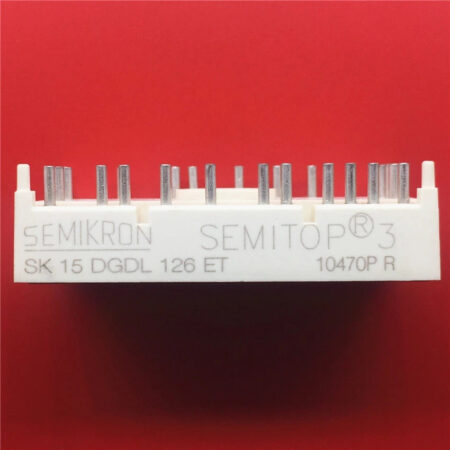 SEMIKRON SEMITOP®3
SK 15 DGDL 126 ET 10470P R